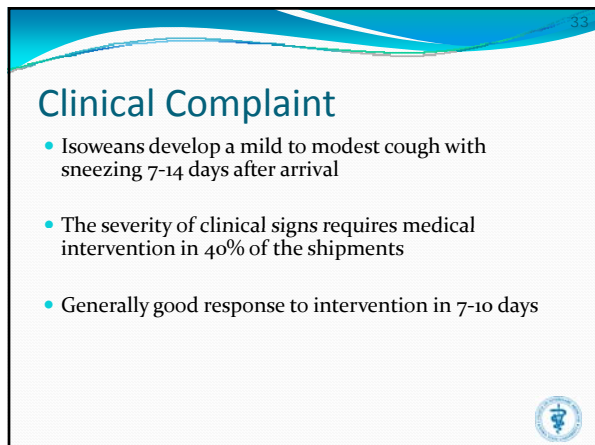 33
Clinical Complaint
• Isoweans develop a mild to modest cough with
sneezing 7-14 days after arrival
• The severity of clinical signs requires medical
intervention in 40% of the shipments
• Generally good response to intervention in 7-10 days